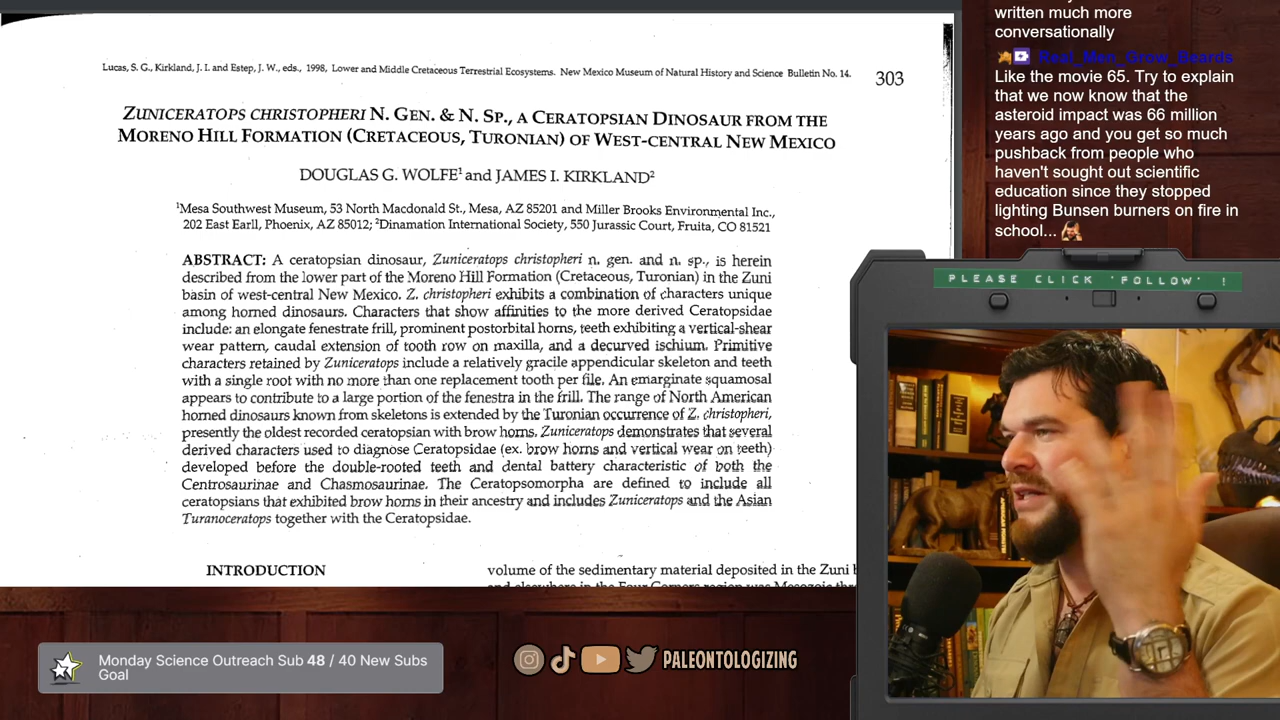 Lucas, S. G., Kirkland, J. I. and Estep, J. W., eds., 1998, Lower and Middle Cretaceous Terrestrial Ecosystems. New Mexico Museum of Natural History and Science Bulletin No. 14.
303
ZUNICERATOPS CHRISTOPHERI N. GEN. & N. SP., A CERATOPSIAN DINOSAUR FROM THE
MORENO HILL FORMATION (CRETACEOUS, TURONIAN) OF WEST-CENTRAL NEW MEXICO
DOUGLAS G. WOLFE¹ and JAMES I. KIRKLAND²
¹Mesa Southwest Museum, 53 North Macdonald St., Mesa, AZ 85201 and Miller Brooks Environmental Inc.,
202 East Earll, Phoenix, AZ 85012; ²Dinamation International Society, 550 Jurassic Court, Fruita, CO 81521
ABSTRACT: A ceratopsian dinosaur, Zuniceratops christopheri n. gen. and n. sp., is herein
described from the lower part of the Moreno Hill Formation (Cretaceous, Turonian) in the Zuni
basin of west-central New Mexico. Z. christopheri exhibits a combination of characters unique
among horned dinosaurs. Characters that show affinities to the more derived Ceratopsidae
include: an elongate fenestrate frill, prominent postorbital horns, teeth exhibiting a vertical-shear
wear pattern, caudal extension of tooth row on maxilla, and a decurved ischium. Primitive
characters retained by Zuniceratops include a relatively gracile appendicular skeleton and teeth
with a single root with no more than one replacement tooth per file. An emarginate squamosal
appears to contribute to a large portion of the fenestra in the frill. The range of North American
horned dinosaurs known from skeletons is extended by the Turonian occurrence of Z. christopheri,
presently the oldest recorded ceratopsian with brow horns. Zuniceratops demonstrates that several
derived characters used to diagnose Ceratopsidae (ex. brow horns and vertical wear on teeth)
developed before the double-rooted teeth and dental battery characteristic of both the
Centrosaurinae and Chasmosaurinae. The Ceratopsomorpha are defined to include all
ceratopsians that exhibited brow horns in their ancestry and includes Zuniceratops and the Asian
Turanoceratops together with the Ceratopsidae.
INTRODUCTION
volume of the sedimentary material deposited in the Zuni
and elsewhere in the Four Corners region was Mesozoic
written much more
conversationally
Real_Men_Grow_Beards
Like the movie 65. Try to explain
that we now know that the
asteroid impact was 66 million
years ago and you get so much
pushback from people who
haven't sought out scientific
education since they stopped
lighting Bunsen burners on fire in
school...
PLEASE CLICK 'FOLLOW' !
Monday Science Outreach Sub 48 / 40 New Subs
Goal
PALEONTOLOGIZING